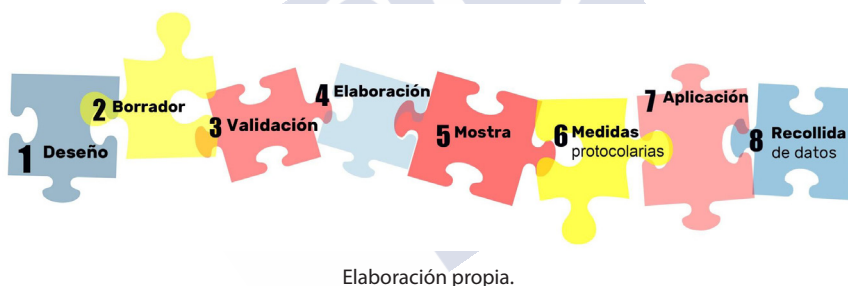 1 Deseño
2 Borrador
3 Validación
4 Elaboración
5 Mostra
6 Medidas
protocolarias
7 Aplicación
8 Recollida
de datos
Elaboración propia.